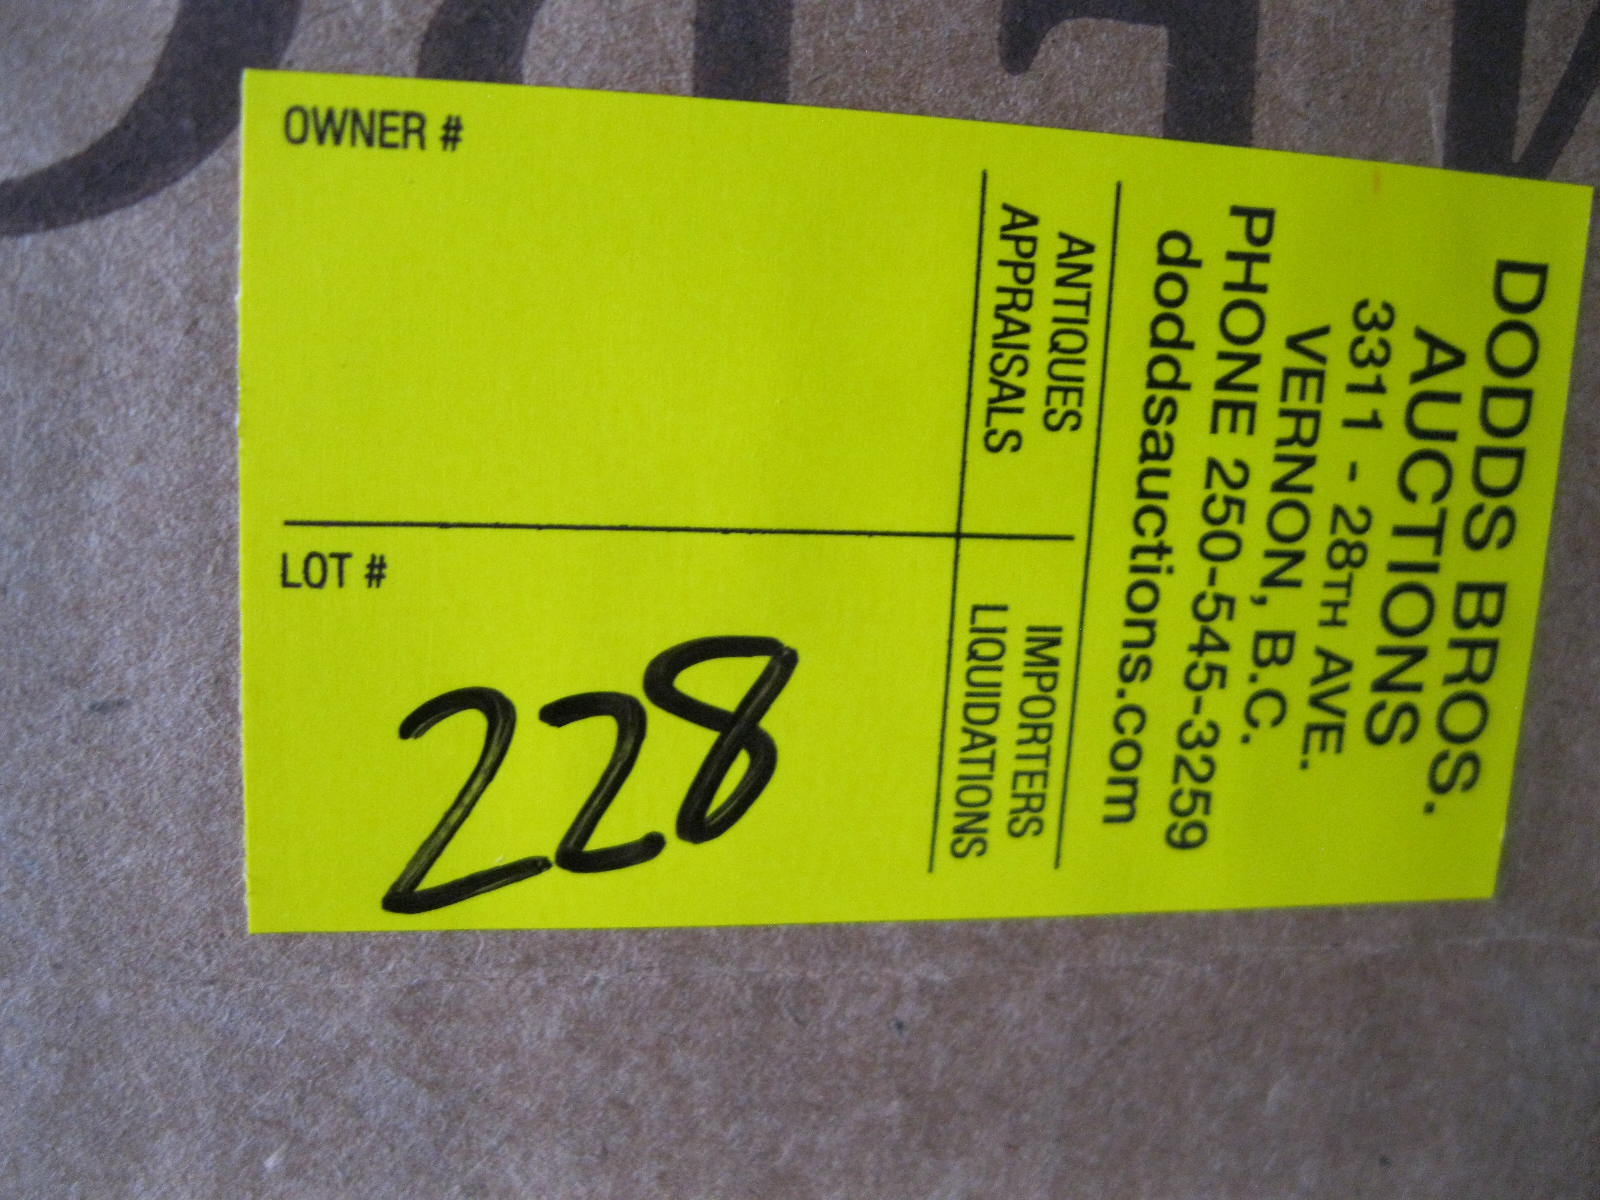 DODDS BROS.
AUCTIONS
3311 - 28TH AVE.
VERNON, B.C.
PHONE 250-545-3259
doddsauctions.com
ANTIQUES
APPRAISALS
IMPORTERS
LIQUIDATIONS
OWNER #
LOT #
228